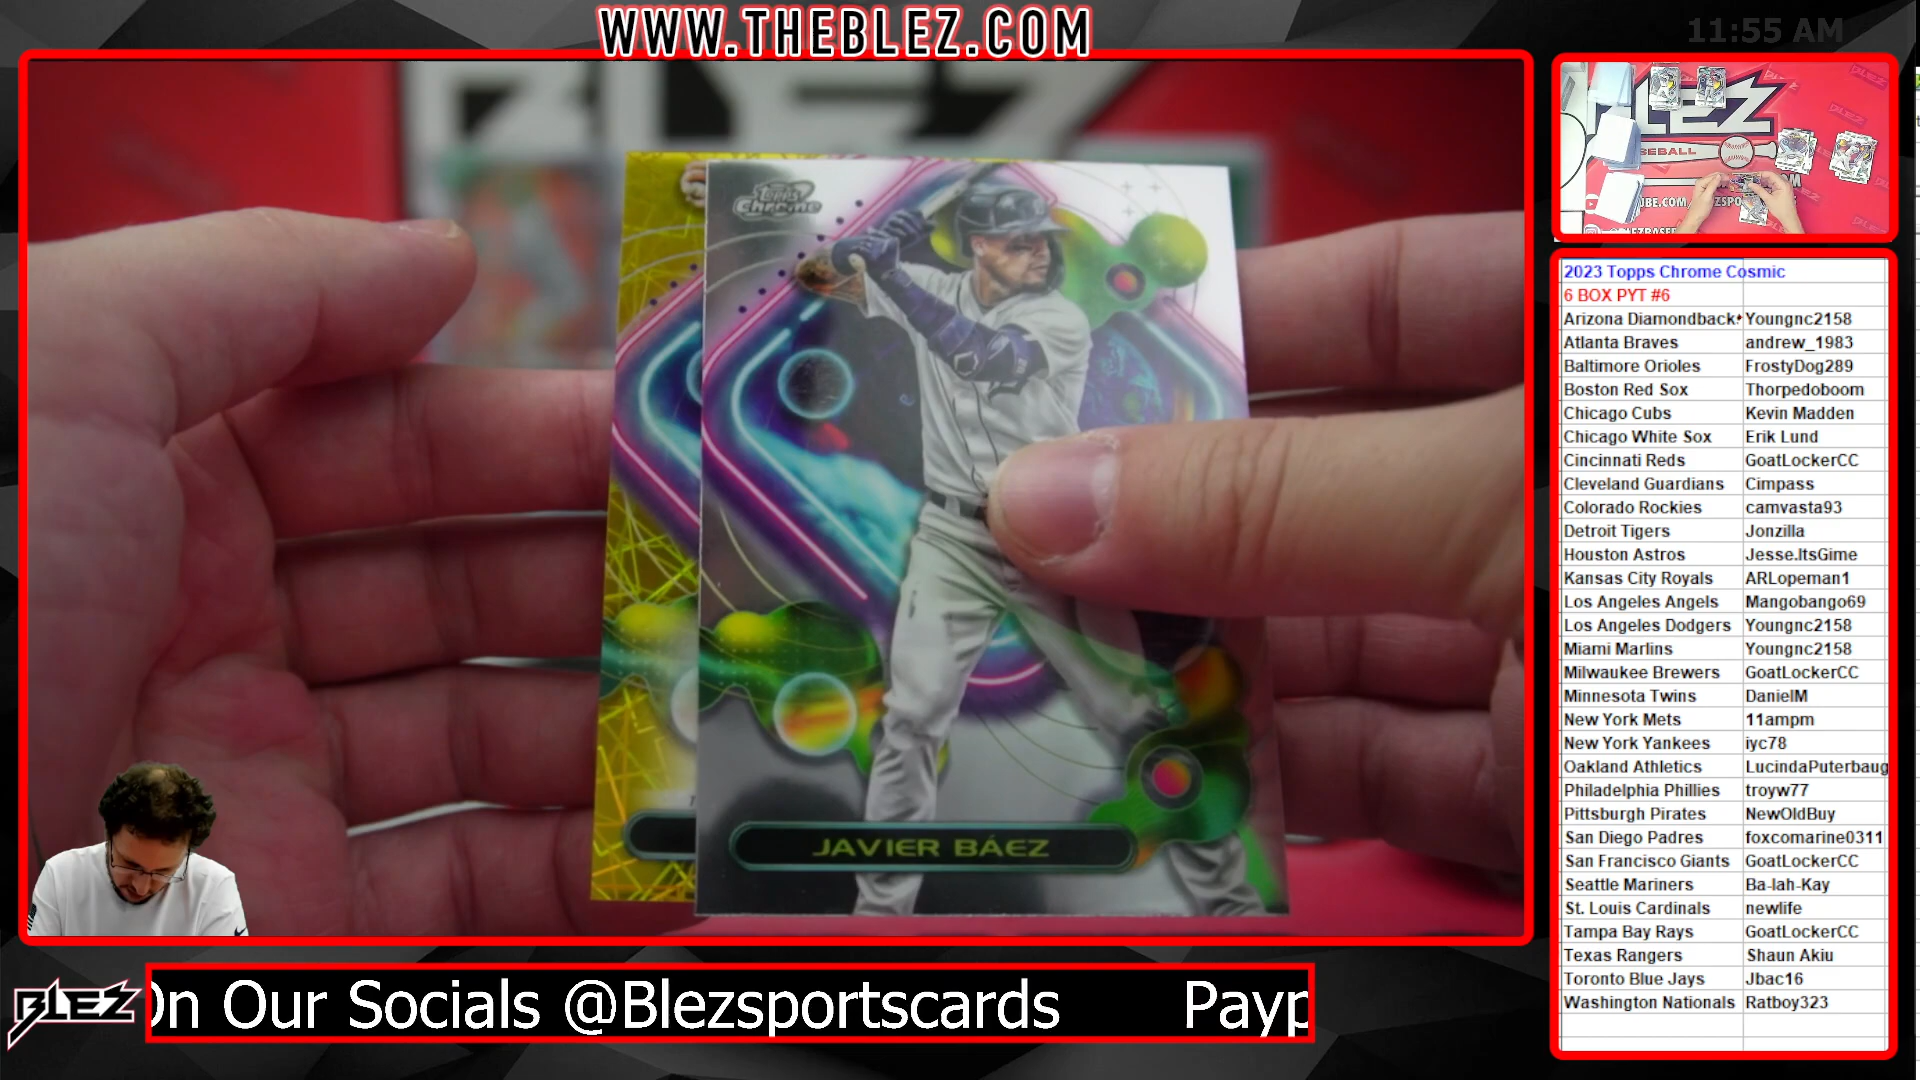 WWW.THEBLEZ.COM
11:55 AM
Topps Chrome
JAVIER BÁEZ
2023 Topps Chrome Cosmic
6 BOX PYT #6
Arizona Diamondback Youngnc2158
Atlanta Braves andrew_1983
Baltimore Orioles FrostyDog289
Boston Red Sox Thorpedoboom
Chicago Cubs Kevin Madden
Chicago White Sox Erik Lund
Cincinnati Reds GoatLockerCC
Cleveland Guardians Cimpass
Colorado Rockies camvasta93
Detroit Tigers Jonzilla
Houston Astros Jesse.ItsGime
Kansas City Royals ARLopeman1
Los Angeles Angels Mangobango69
Los Angeles Dodgers Youngnc2158
Miami Marlins Youngnc2158
Milwaukee Brewers GoatLockerCC
Minnesota Twins DanielM
New York Mets 11ampm
New York Yankees iyc78
Oakland Athletics LucindaPuterbaug
Philadelphia Phillies troyw77
Pittsburgh Pirates NewOldBuy
San Diego Padres foxcomarine0311
San Francisco Giants GoatLockerCC
Seattle Mariners Ba-lah-Kay
St. Louis Cardinals newlife
Tampa Bay Rays GoatLockerCC
Texas Rangers Shaun Akiu
Toronto Blue Jays Jbac16
Washington Nationals Ratboy323
BLEZ
On Our Socials @Blezsportscards Payp